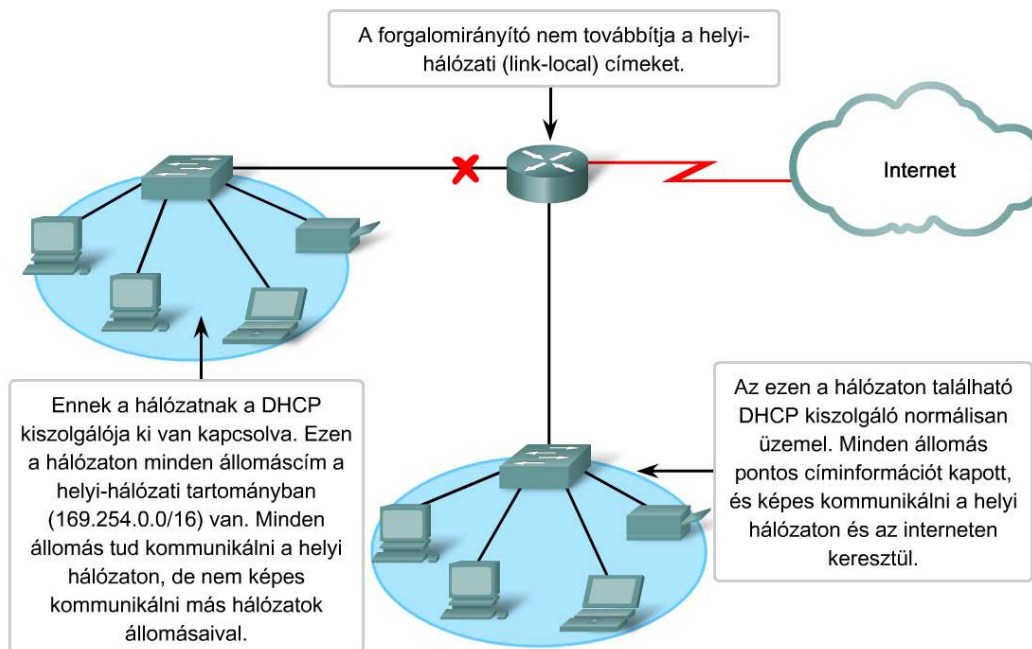 A forgalomirányító nem továbbítja a helyi-
hálózati (link-local) címeket.
Internet
Ennek a hálózatnak a DHCP
kiszolgálója ki van kapcsolva. Ezen
a hálózaton minden állomáscím a
helyi-hálózati tartományban
(169.254.0.0/16) van. Minden
állomás tud kommunikálni a helyi
hálózaton, de nem képes
kommunikálni más hálózatok
állomásaival.
Az ezen a hálózaton található
DHCP kiszolgáló normálisan
üzemel. Minden állomás
pontos címinformációt kapott,
és képes kommunikálni a helyi
hálózaton és az interneten
keresztül.